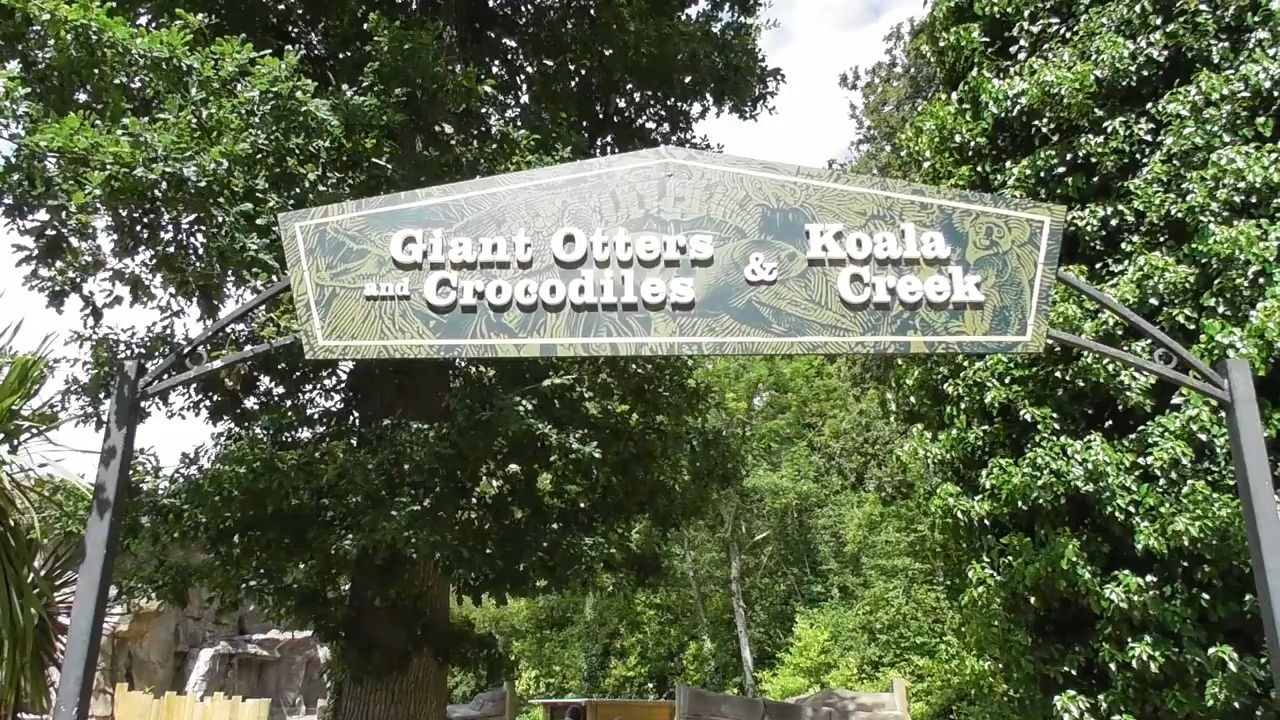 Giant Otters
and Crocodiles
&
Koala
Creek